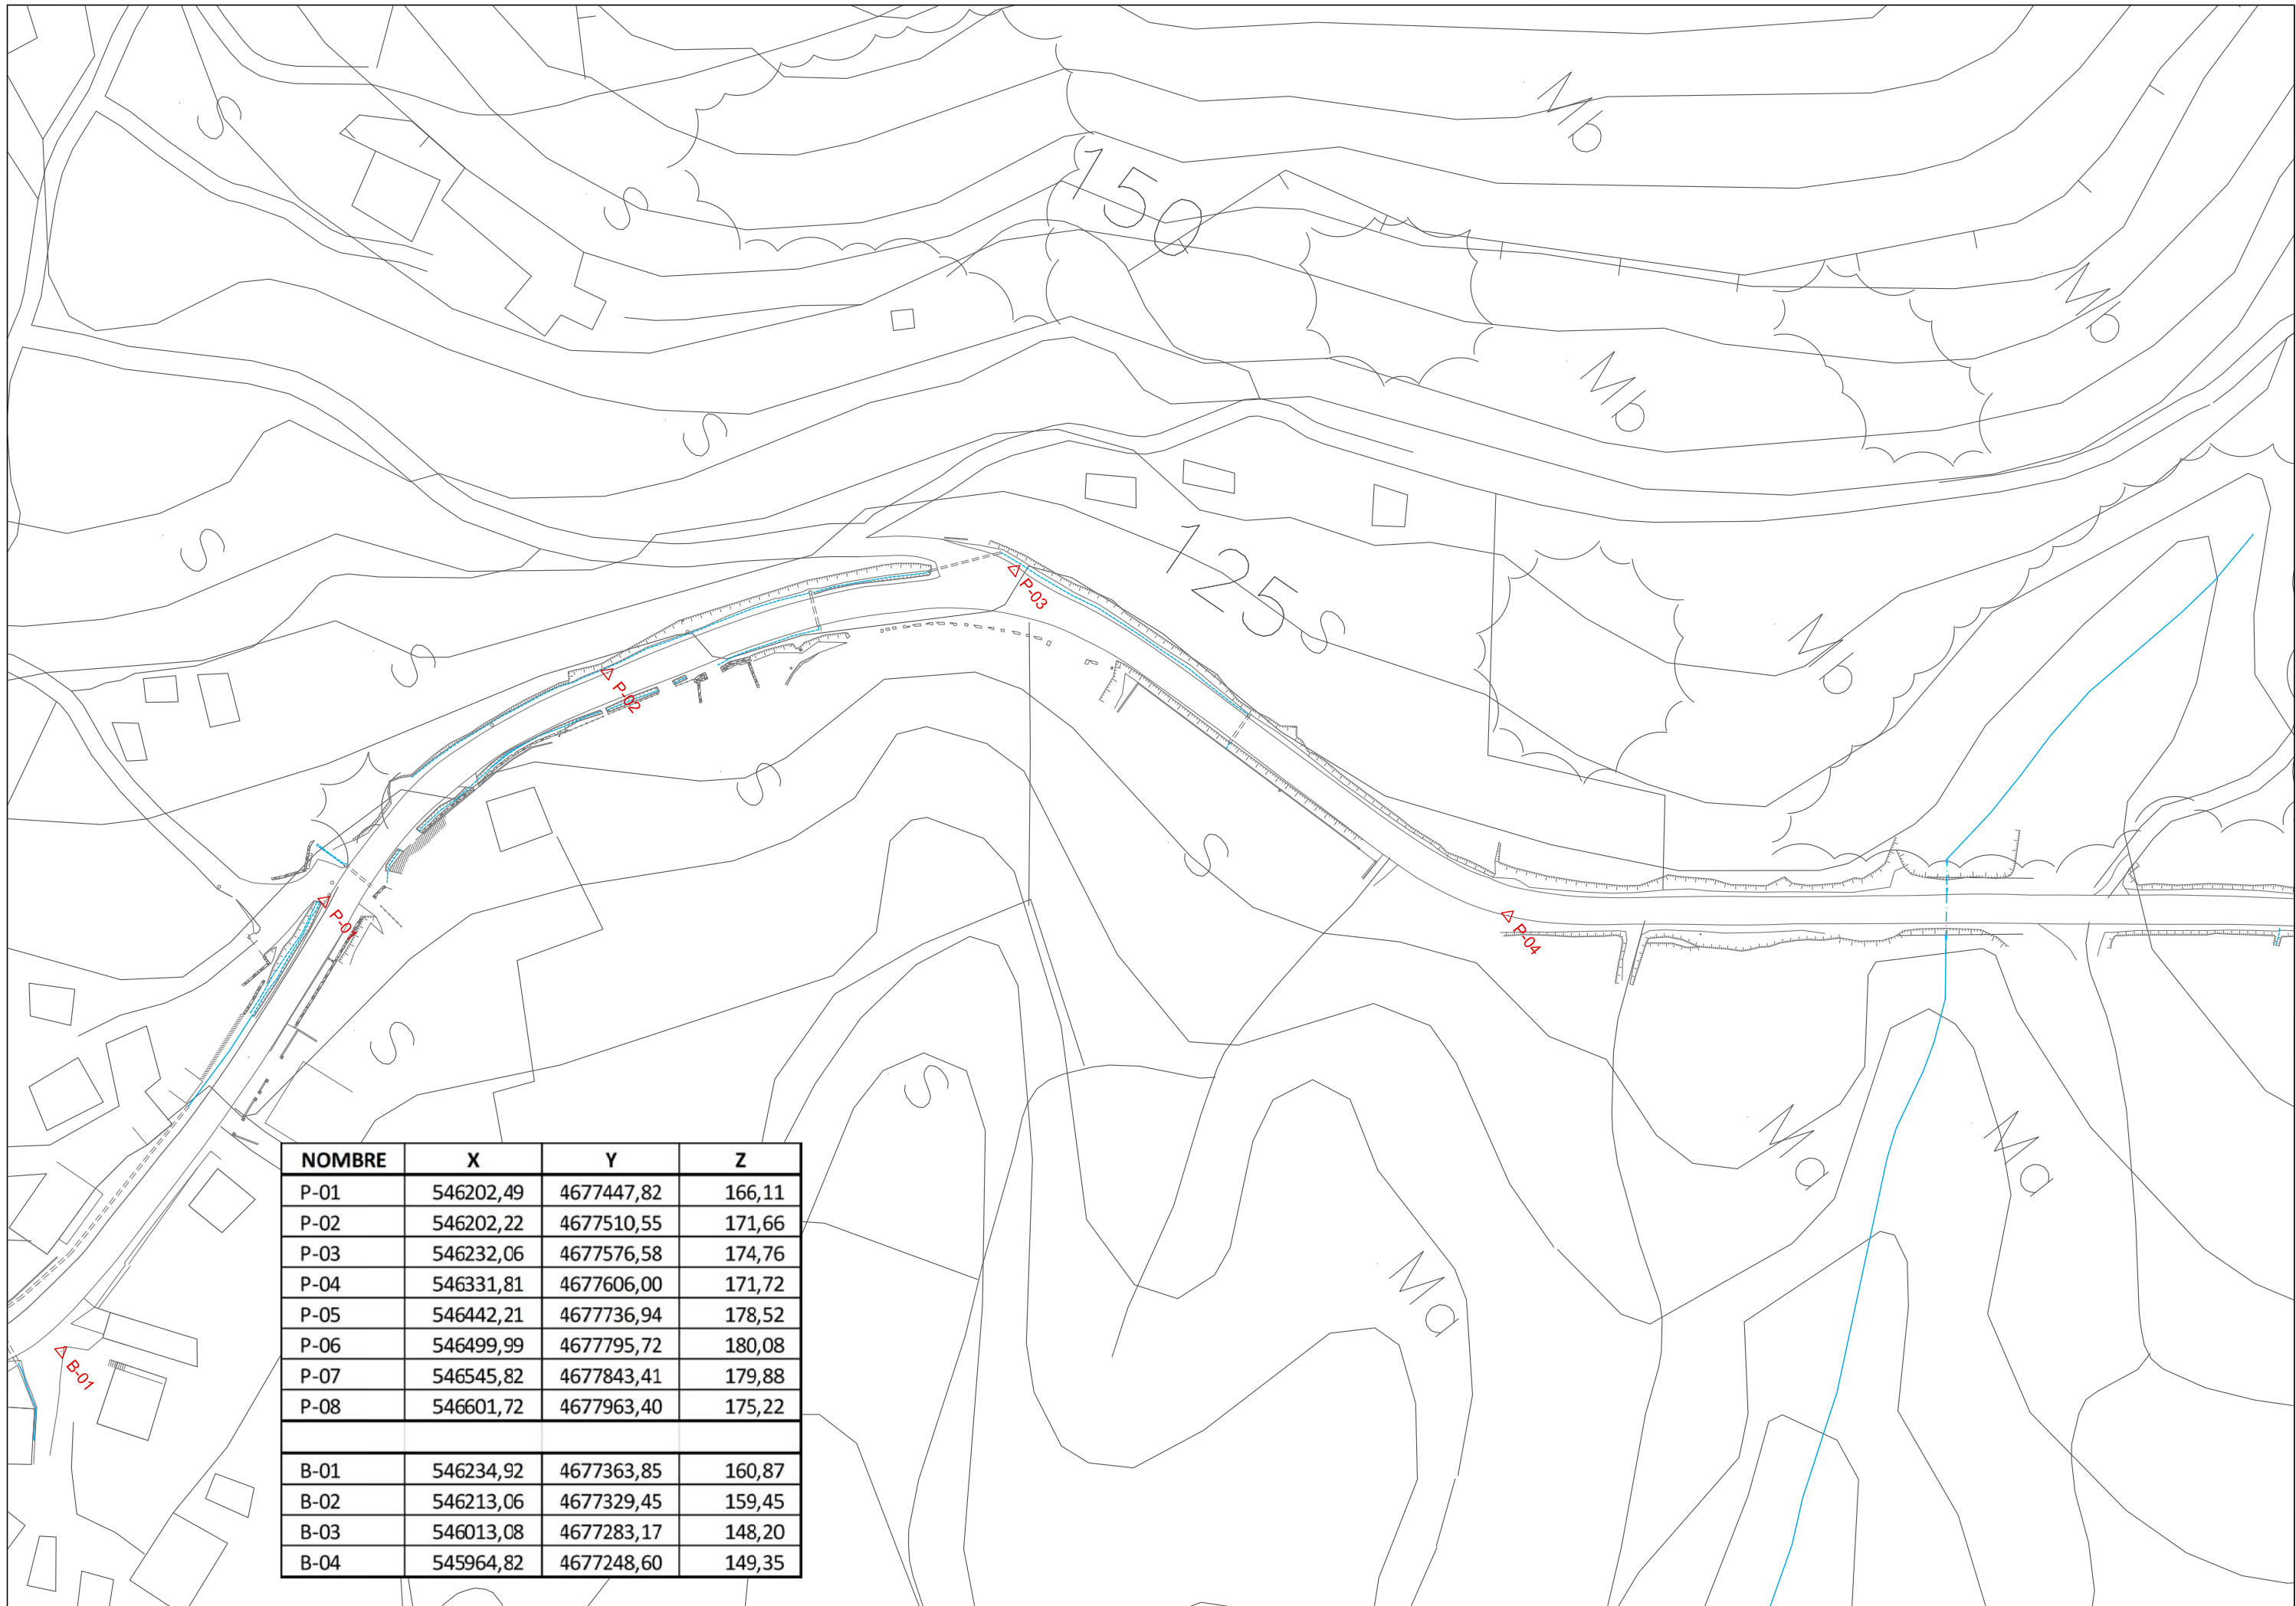 S
Mb
S
150
Mb
S
Mb
S
P-03
125
S
Mb
S
P-02
S
S
P-01
P-04
S
S
Md
Md
Md
B-01
NOMBRE X Y Z
P-01 546202,49 4677447,82 166,11
P-02 546202,22 4677510,55 171,66
P-03 546232,06 4677576,58 174,76
P-04 546331,81 4677606,00 171,72
P-05 546442,21 4677736,94 178,52
P-06 546499,99 4677795,72 180,08
P-07 546545,82 4677843,41 179,88
P-08 546601,72 4677963,40 175,22
B-01 546234,92 4677363,85 160,87
B-02 546213,06 4677329,45 159,45
B-03 546013,08 4677283,17 148,20
B-04 545964,82 4677248,60 149,35